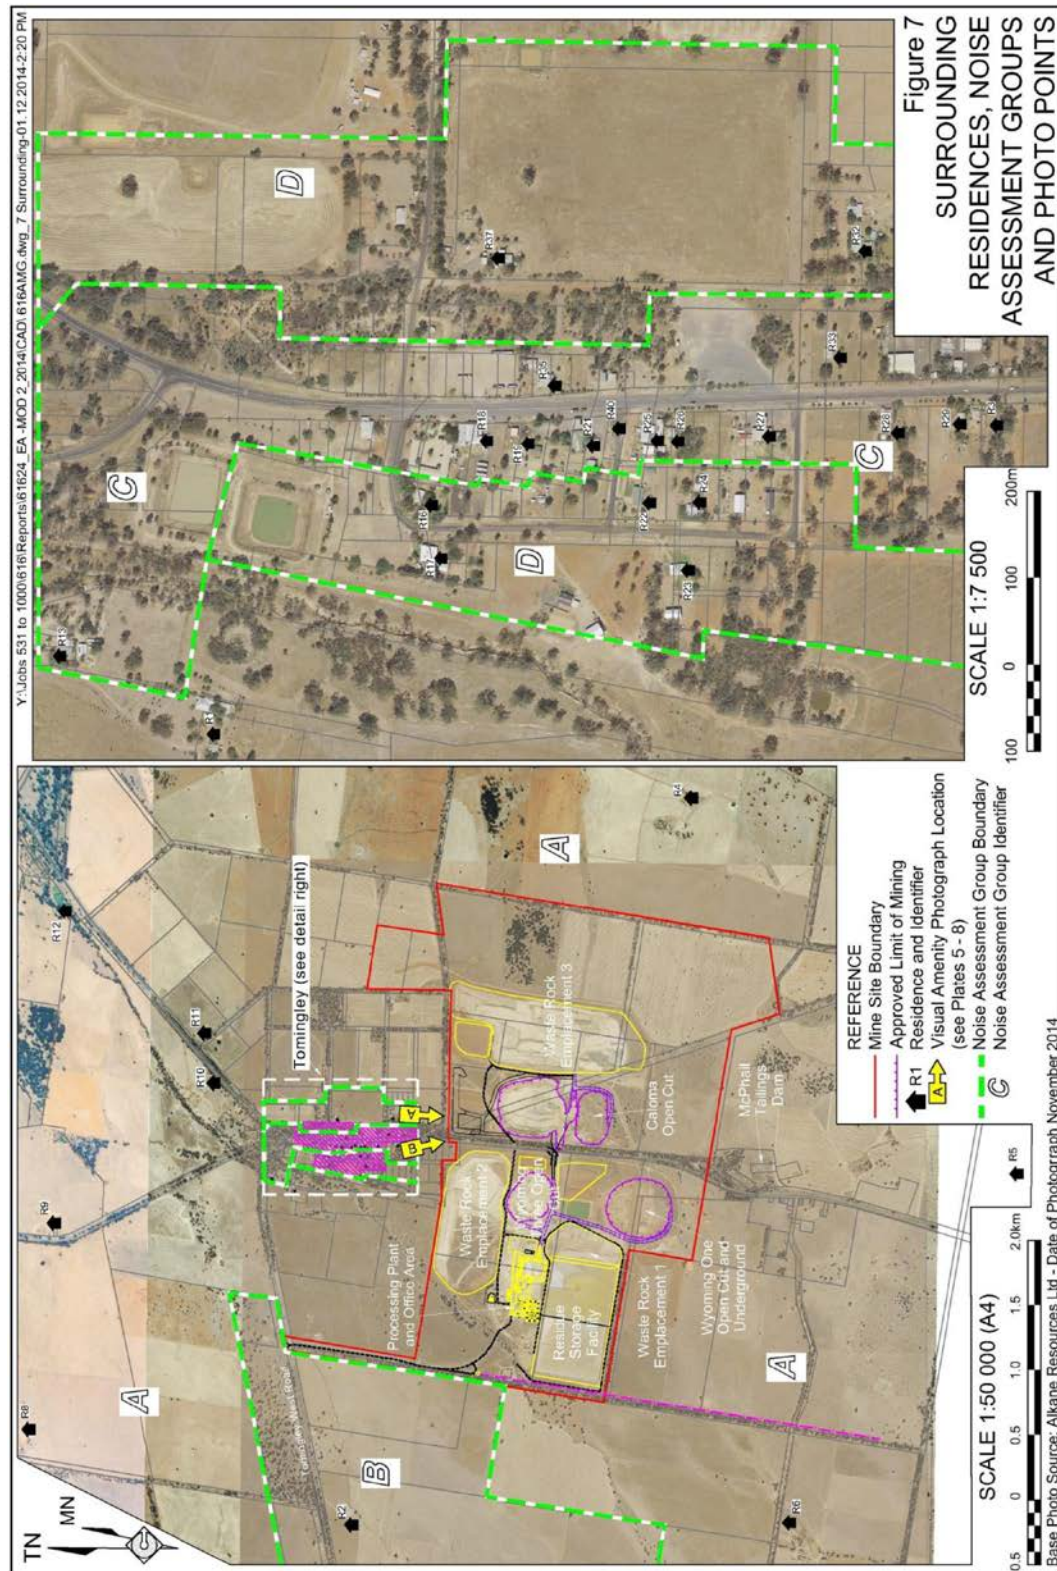 Y:\Jobs 531 to 1000\616\Reports\61624_EA -MOD 2_2014\CAD\ 616AMG.dwg_7 Surrounding-01.12.2014-2:20 PM
TN
MN
R8
A
R9
R12
R10
R11
Tomingley (see detail right)
Tomingley West Road
R2
B
Processing Plant
and Office Area
Waste Rock
Emplacement 2
B
A
Waste Rock
Emplacement 3
A
R4
Residue
Storage
Facility
Caloma
Open Cut
Waste Rock
Emplacement 1
Wyoming One
Open Cut and
Underground
McPhail
Tailings
Dam
R6
A
R5
SCALE 1:50 000 (A4)
0.5 0 0.5 1.0 1.5 2.0km
Base Photo Source: Alkane Resources Ltd - Date of Photogrraph November 2014
REFERENCE
Mine Site Boundary
Approved Limit of Mining
R1 Residence and Identifier
A Visual Amenity Photograph Location
(see Plates 5 - 8)
Noise Assessment Group Boundary
C Noise Assessment Group Identifier
R13
R1
C
D
R16
R17
R18
R37
R35
R21
R40
D
R22
R20
R24
R23
R27
R33
R32
C
R28
R29
R3
SCALE 1:7 500
100 0 100 200m
Figure 7
SURROUNDING
RESIDENCES, NOISE
ASSESSMENT GROUPS
AND PHOTO POINTS